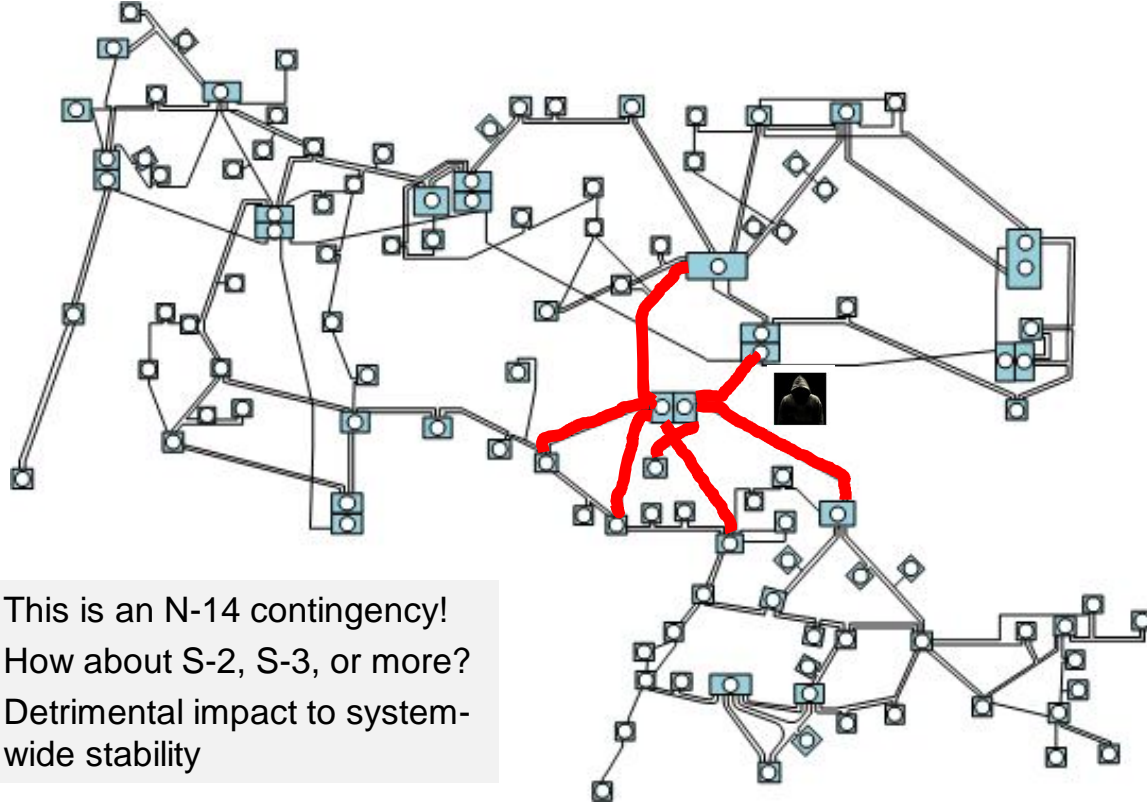 This is an N-14 contingency!
How about S-2, S-3, or more?
Detrimental impact to system-
wide stability